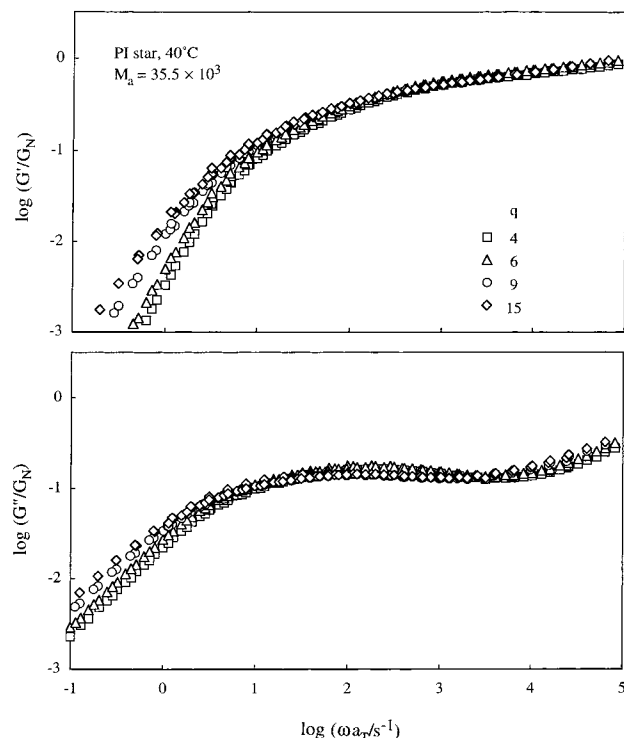 0
PI star, 40˚C
Mₐ = 35.5 × 10³
-1
log (G'/G_N)
q
4
6
-2
9
15
-3
0
-1
log (G''/G_N)
-2
-3
-1 0 1 2 3 4 5
log (ωa_T/s⁻¹)